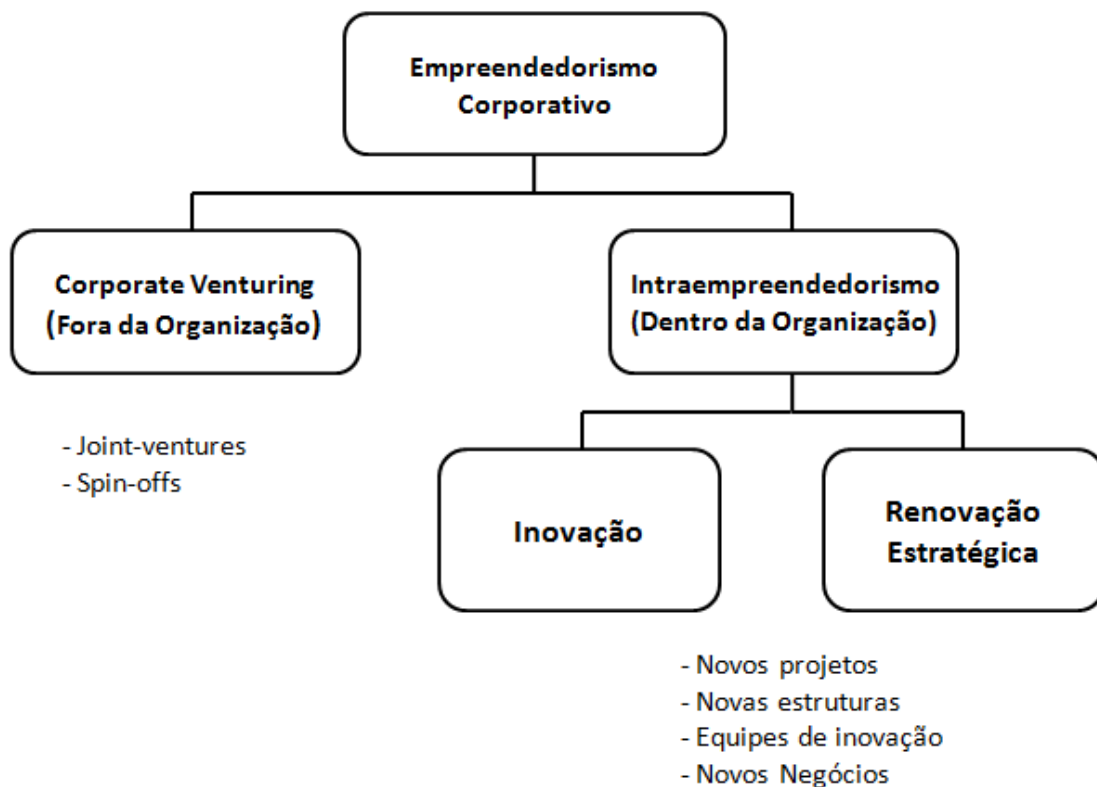 Empreendedorismo
Corporativo
Corporate Venturing
(Fora da Organização)
Intraempreendedorismo
(Dentro da Organização)
- Joint-ventures
- Spin-offs
Inovação
Renovação
Estratégica
- Novos projetos
- Novas estruturas
- Equipes de inovação
- Novos Negócios